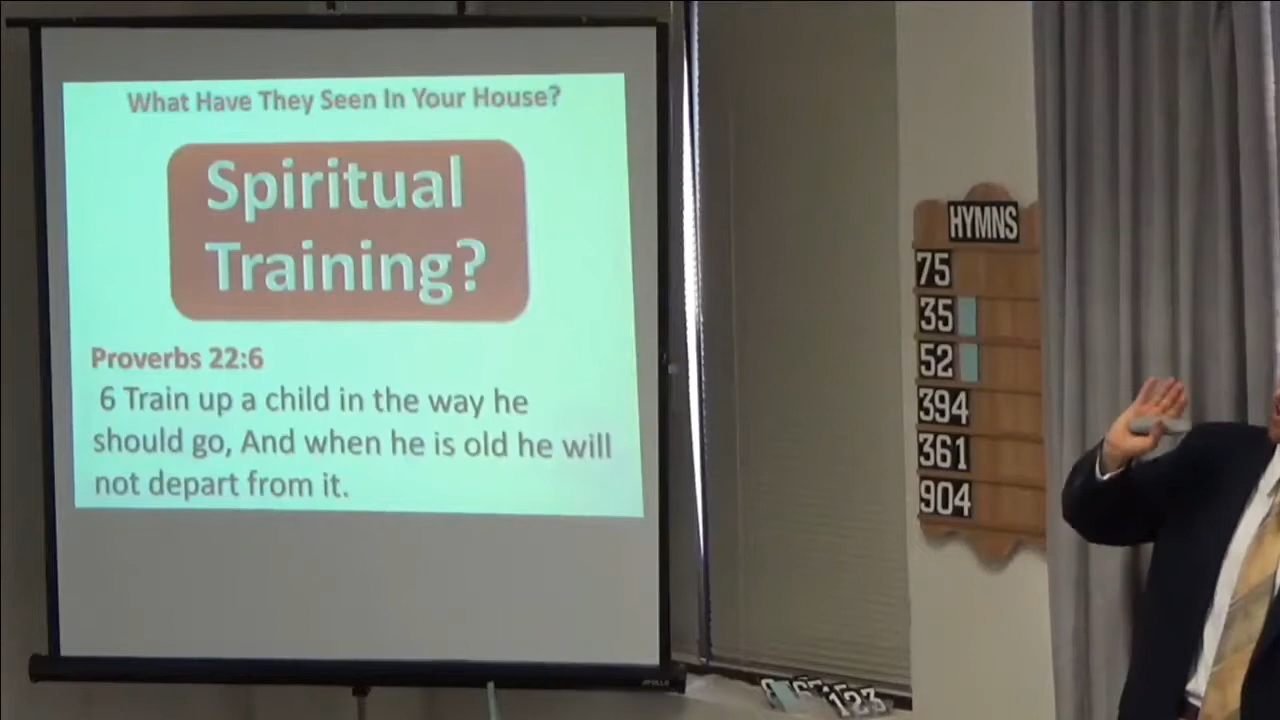 What Have They Seen In Your House?
Spiritual
Training?
Proverbs 22:6
6 Train up a child in the way he
should go, And when he is old he will
not depart from it.
HYMNS
75
35
52
394
361
904
APOLLO
123